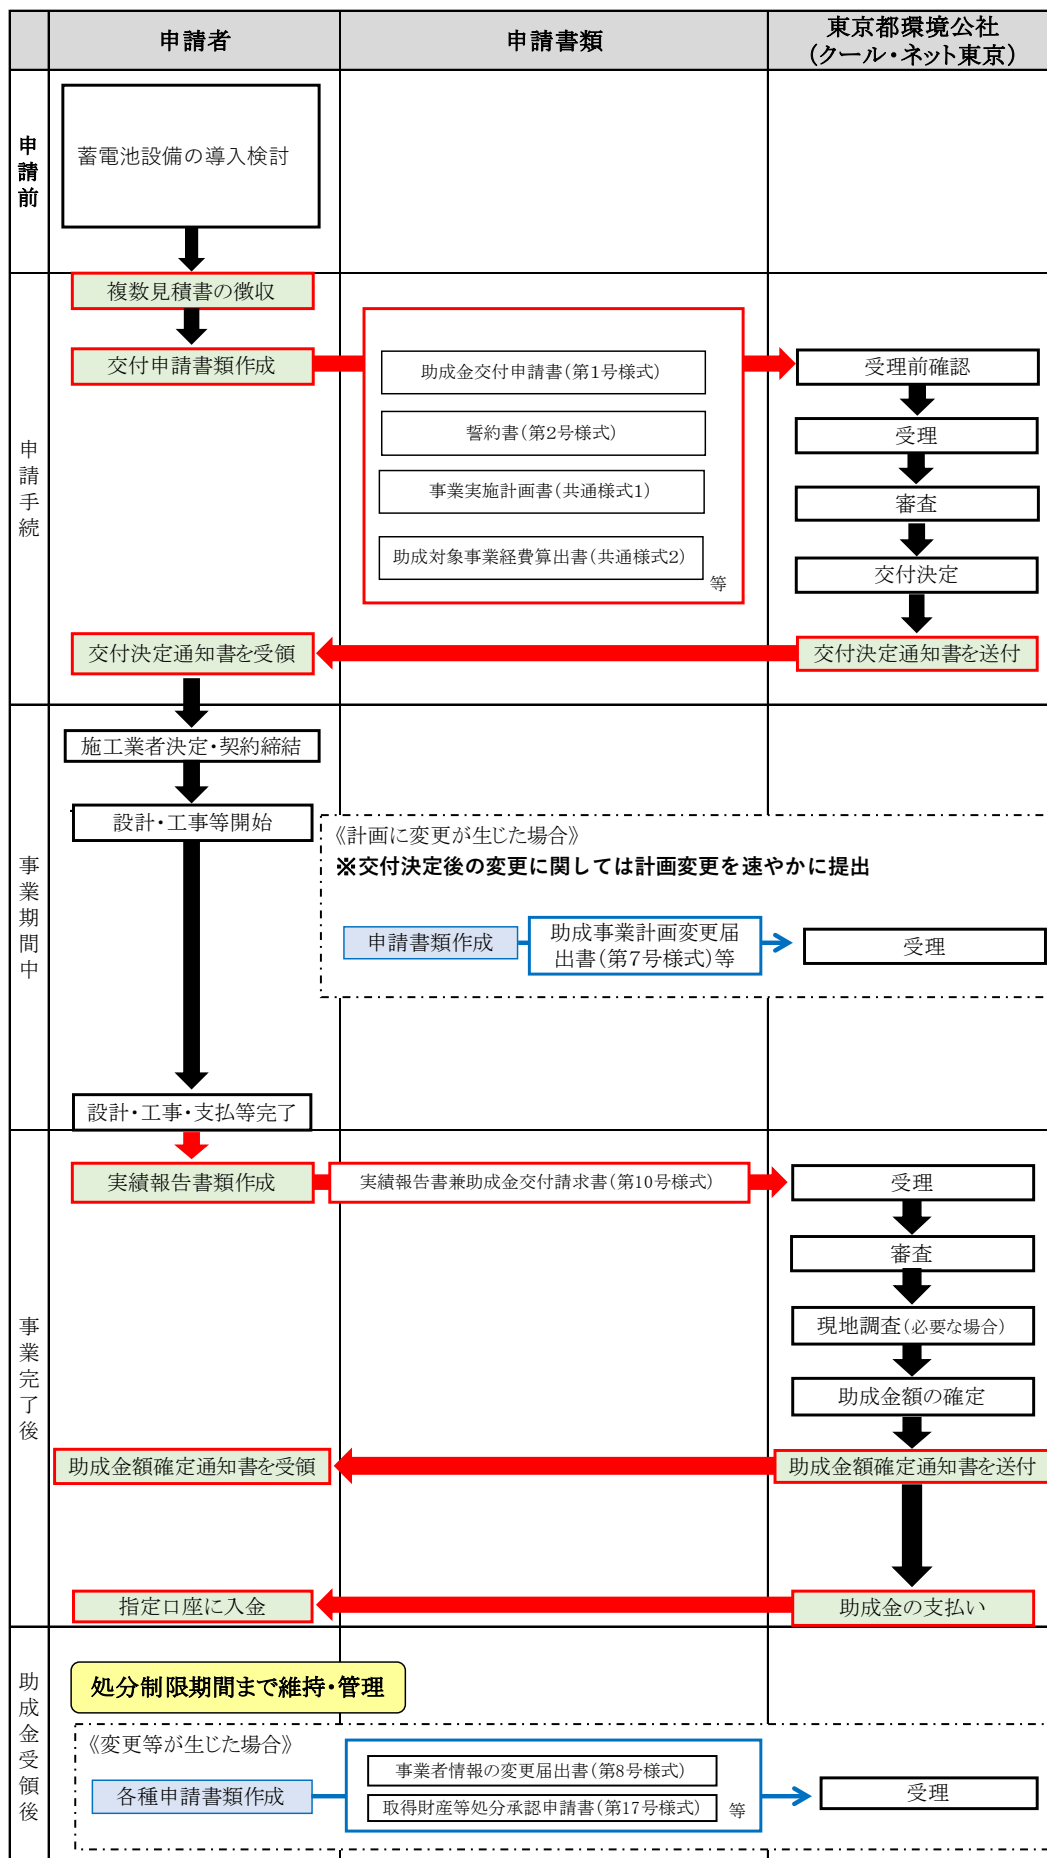 申請者
申請書類
東京都環境公社
(クール・ネット東京)
申請前
蓄電池設備の導入検討
申請手続
複数見積書の徴収
交付申請書類作成
助成金交付申請書(第1号様式)
誓約書(第2号様式)
事業実施計画書(共通様式1)
助成対象事業経費算出書(共通様式2)
等
受理前確認
受理
審査
交付決定
交付決定通知書を送付
交付決定通知書を受領
事業期間中
施工業者決定・契約締結
設計・工事等開始
《計画に変更が生じた場合》
※交付決定後の変更に関しては計画変更を速やかに提出
申請書類作成
助成事業計画変更届
出書(第7号様式)等
受理
設計・工事・支払等完了
事業完了後
実績報告書類作成
実績報告書兼助成金交付請求書(第10号様式)
受理
審査
現地調査(必要な場合)
助成金額の確定
助成金額確定通知書を送付
助成金額確定通知書を受領
助成金の支払い
指定口座に入金
助成金受領後
処分制限期間まで維持・管理
《変更等が生じた場合》
各種申請書類作成
事業者情報の変更届出書(第8号様式)
取得財産等処分承認申請書(第17号様式)
等
受理